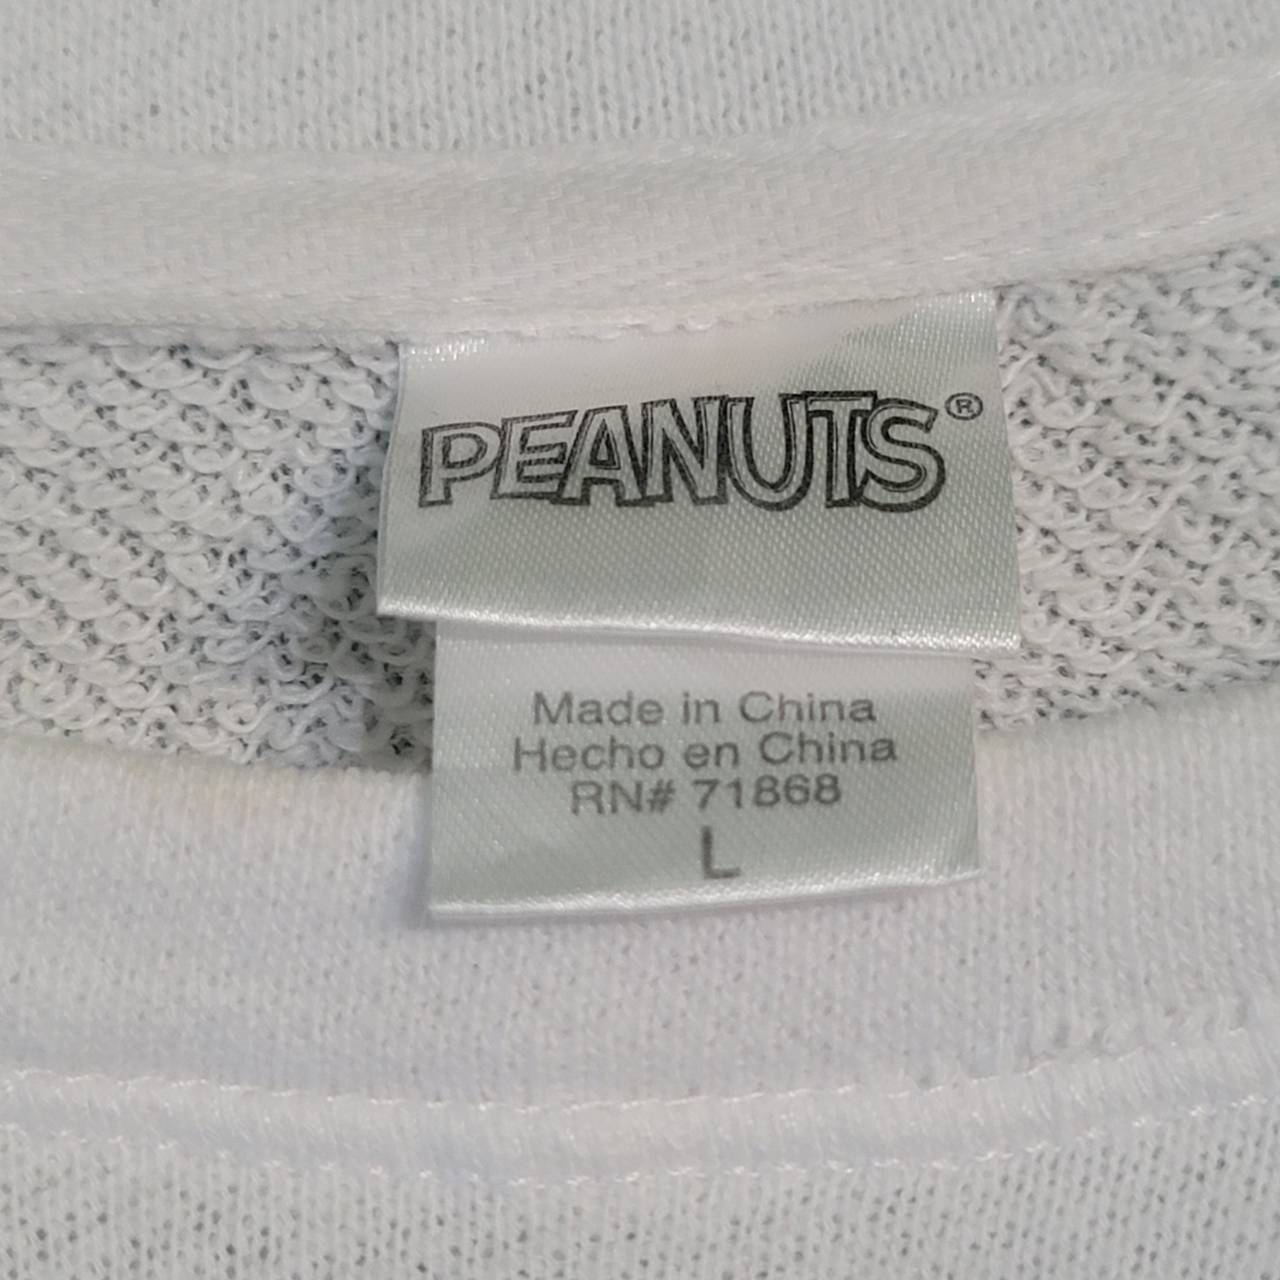 PEANUTS®
Made in China
Hecho en China
RN# 71868
L